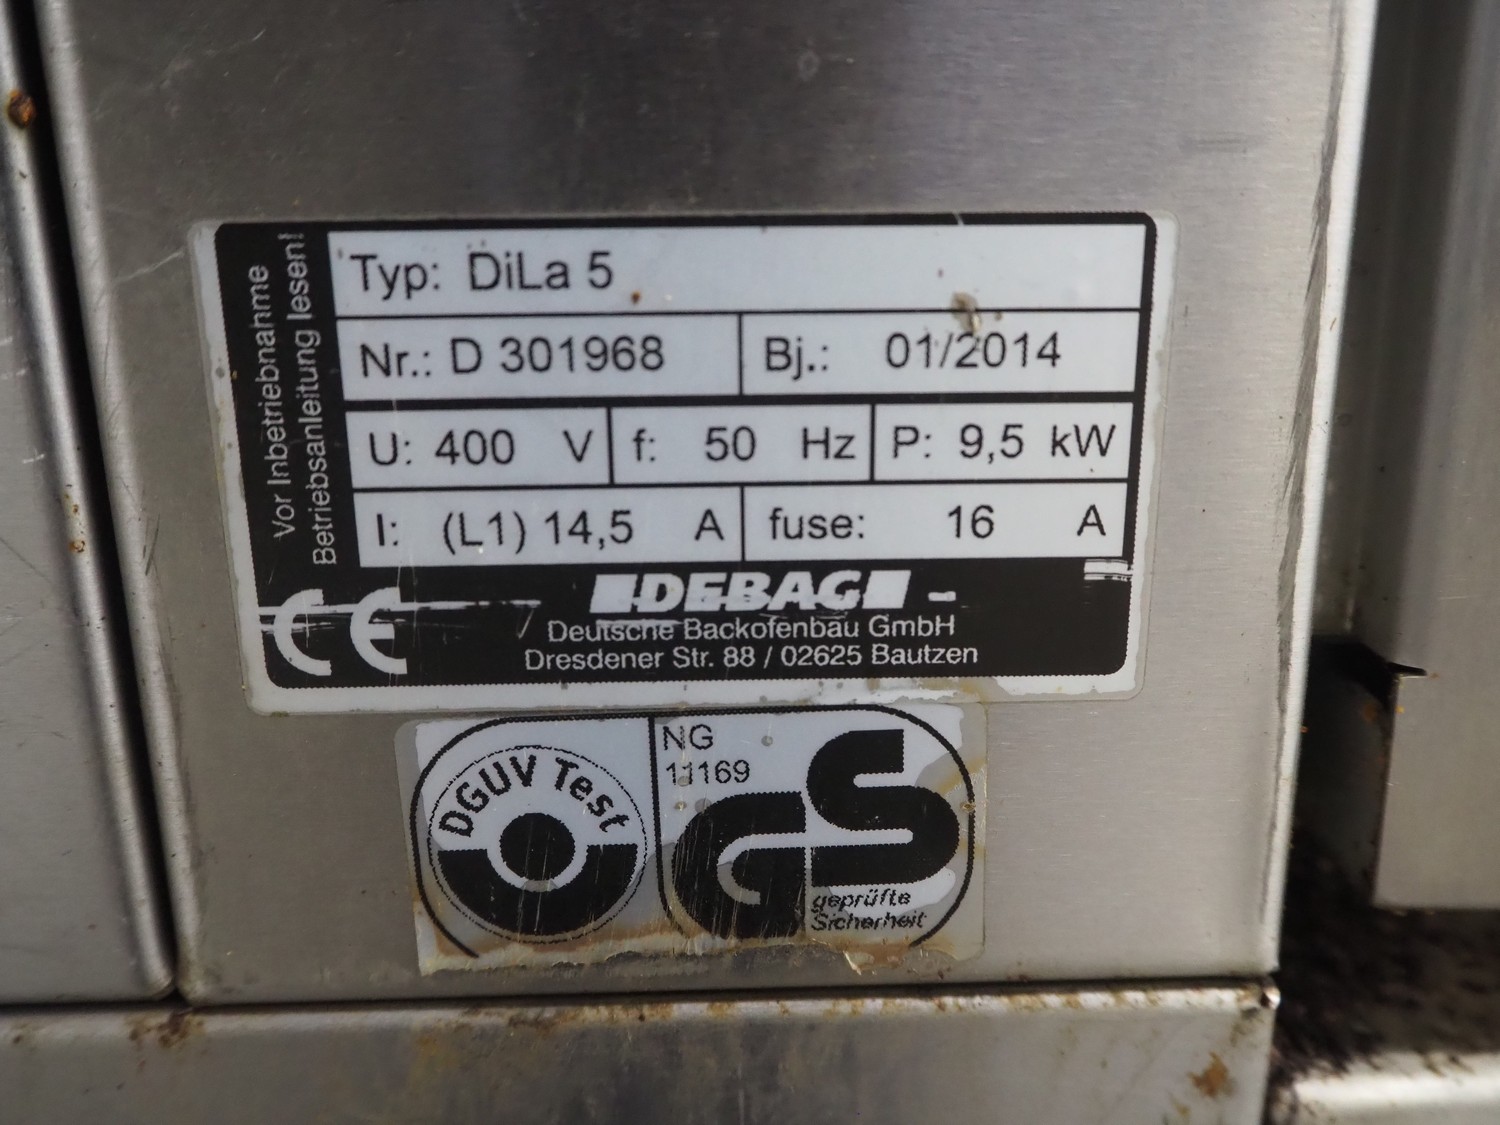 Vor Inbetriebnahme
Betriebsanleitung lesen!
Typ: DiLa 5
Nr.: D 301968 Bj.: 01/2014
U: 400 V f: 50 Hz P: 9,5 kW
I: (L1) 14,5 A fuse: 16 A
CE
DEBAG
Deutsche Backofenbau GmbH
Dresdener Str. 88 / 02625 Bautzen
DGUV Test
NG
11169
GS
geprüfte
Sicherheit